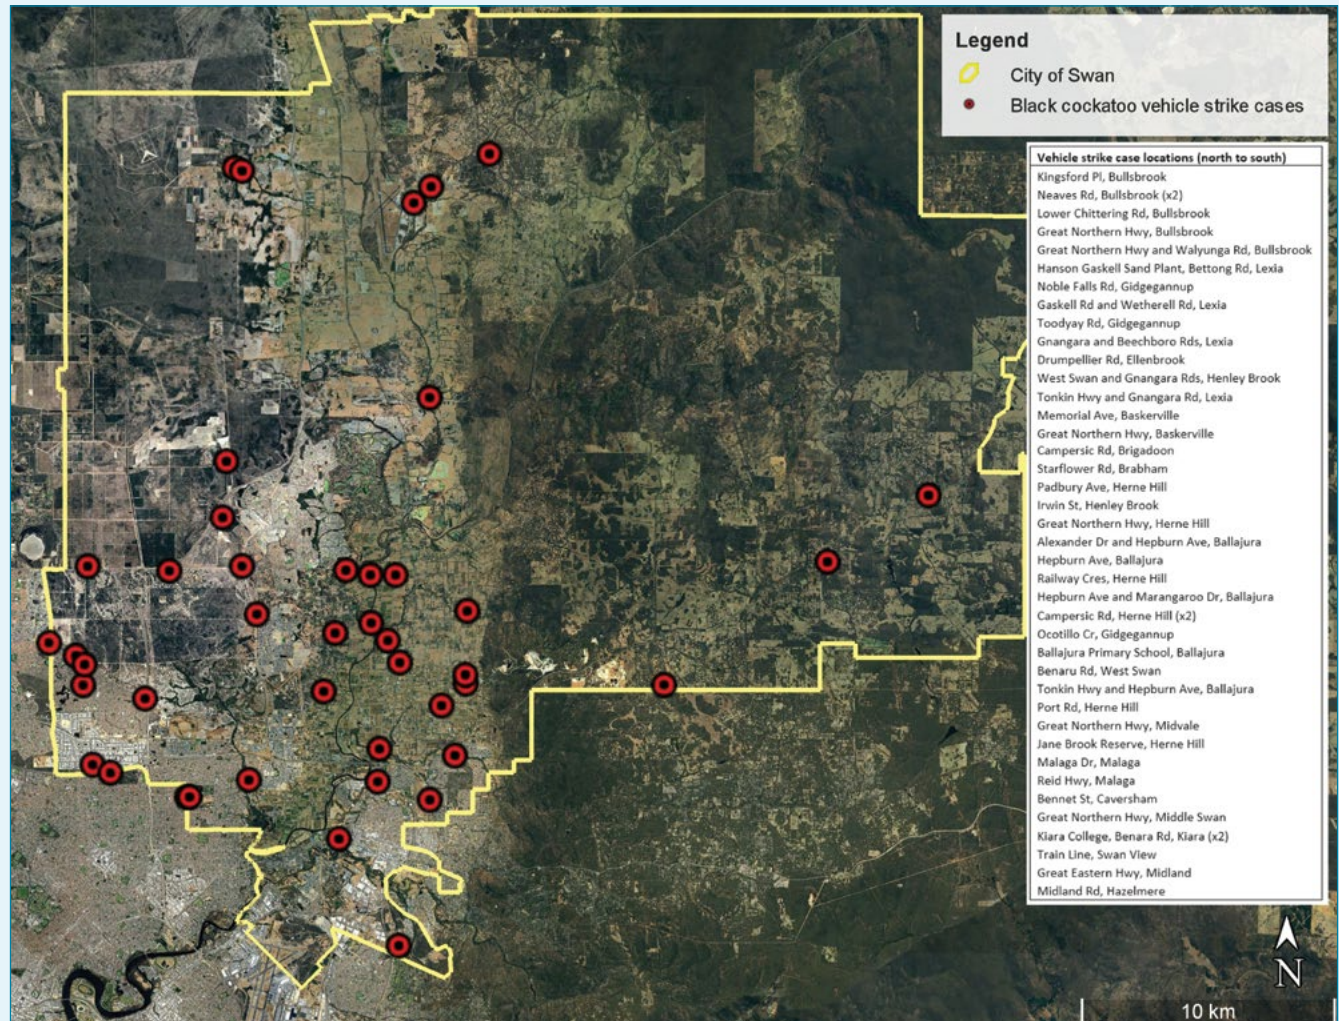 Legend
City of Swan
Black cockatoo vehicle strike cases
Vehicle strike case locations (north to south)
Kingsford Pl, Bullsbrook
Neaves Rd, Bullsbrook (x2)
Lower Chittering Rd, Bullsbrook
Great Northern Hwy, Bullsbrook
Great Northern Hwy and Walyunga Rd, Bullsbrook
Hanson Gaskell Sand Plant, Bettong Rd, Lexia
Noble Falls Rd, Gidgegannup
Gaskell Rd and Wetherell Rd, Lexia
Toodyay Rd, Gidgegannup
Gnangara and Beechboro Rds, Lexia
Drumpellier Rd, Ellenbrook
West Swan and Gnangara Rds, Henley Brook
Tonkin Hwy and Gnangara Rd, Lexia
Memorial Ave, Baskerville
Great Northern Hwy, Baskerville
Campersic Rd, Brigadoon
Starflower Rd, Brabham
Padbury Ave, Herne Hill
Irwin St, Henley Brook
Great Northern Hwy, Herne Hill
Alexander Dr and Hepburn Ave, Ballajura
Hepburn Ave, Ballajura
Railway Cres, Herne Hill
Hepburn Ave and Marangaroo Dr, Ballajura
Campersic Rd, Herne Hill (x2)
Ocotillo Cr, Gidgegannup
Ballajura Primary School, Ballajura
Benaru Rd, West Swan
Tonkin Hwy and Hepburn Ave, Ballajura
Port Rd, Herne Hill
Great Northern Hwy, Midvale
Jane Brook Reserve, Herne Hill
Malaga Dr, Malaga
Reid Hwy, Malaga
Bennet St, Caversham
Great Northern Hwy, Middle Swan
Kiara College, Benara Rd, Kiara (x2)
Train Line, Swan View
Great Eastern Hwy, Midland
Midland Rd, Hazelmere
N
10 km